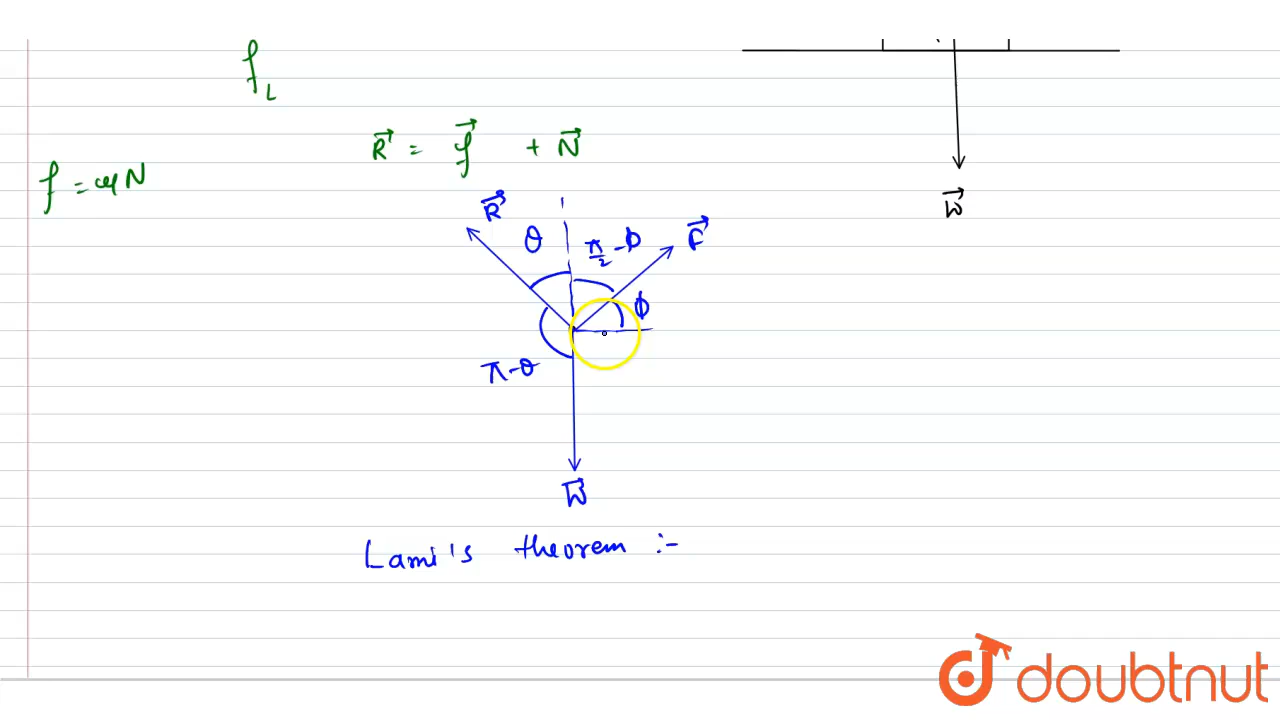 f_L
R⃗ = f⃗ + N⃗
f = μN
W⃗
R⃗ θ π/2 - ϕ F⃗
ϕ
π - θ
W⃗
Lami's theorem :-
doubtnut